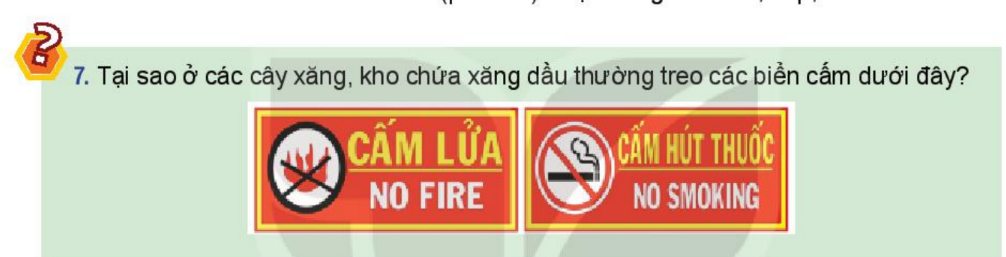 7. Tại sao ở các cây xăng, kho chứa xăng dầu thường treo các biển cấm dưới đây?
CẤM LỬA
NO FIRE
CẤM HÚT THUỐC
NO SMOKING